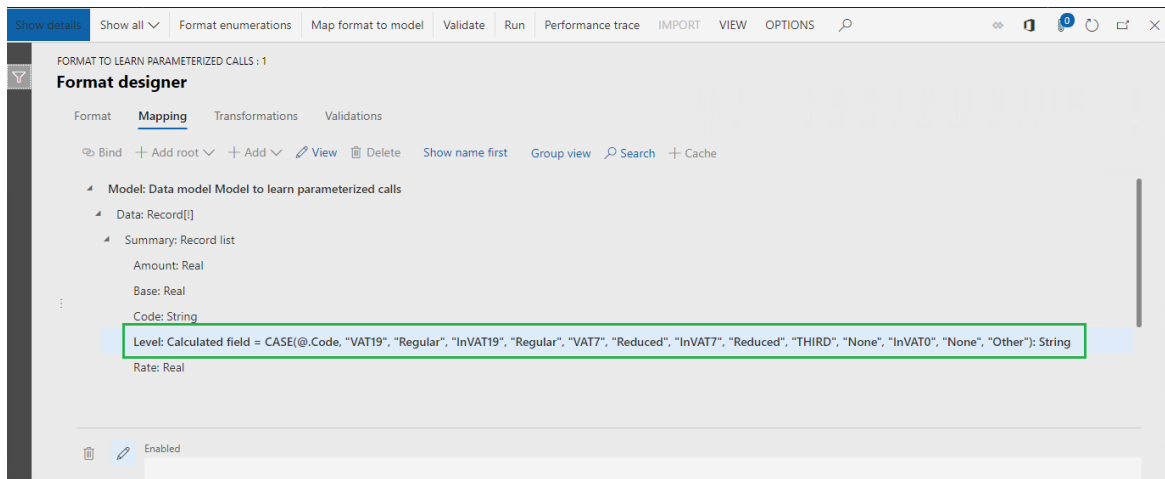 Show details Show all Format enumerations Map format to model Validate Run Performance trace IMPORT VIEW OPTIONS 0
FORMAT TO LEARN PARAMETERIZED CALLS : 1
Format designer
Format Mapping Transformations Validations
Bind + Add root + Add View Delete Show name first Group view Search + Cache
Model: Data model Model to learn parameterized calls
Data: Record[!]
Summary: Record list
Amount: Real
Base: Real
Code: String
Level: Calculated field = CASE(@.Code, "VAT19", "Regular", "InVAT19", "Regular", "VAT7", "Reduced", "InVAT7", "Reduced", "THIRD", "None", "InVAT0", "None", "Other"): String
Rate: Real
Enabled